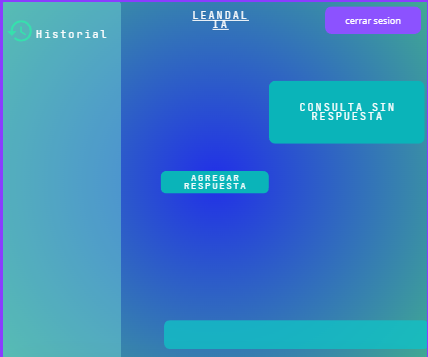 LEANDAL
IA
cerrar sesion
Historial
CONSULTA SIN
RESPUESTA
AGREGAR
RESPUESTA